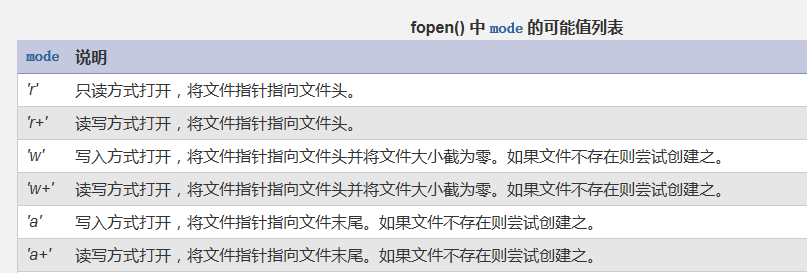 fopen() 中 mode 的可能值列表
mode 说明
'r' 只读方式打开，将文件指针指向文件头。
'r+' 读写方式打开，将文件指针指向文件头。
'w' 写入方式打开，将文件指针指向文件头并将文件大小截为零。如果文件不存在则尝试创建之。
'w+' 读写方式打开，将文件指针指向文件头并将文件大小截为零。如果文件不存在则尝试创建之。
'a' 写入方式打开，将文件指针指向文件末尾。如果文件不存在则尝试创建之。
'a+' 读写方式打开，将文件指针指向文件末尾。如果文件不存在则尝试创建之。